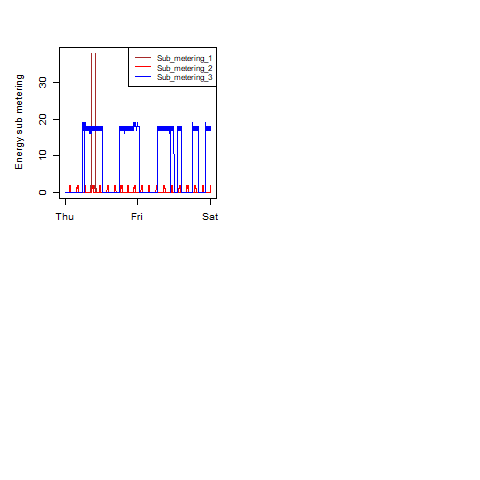 Sub_metering_1
Sub_metering_2
Sub_metering_3
Energy sub metering
30
20
10
0
Thu Fri Sat